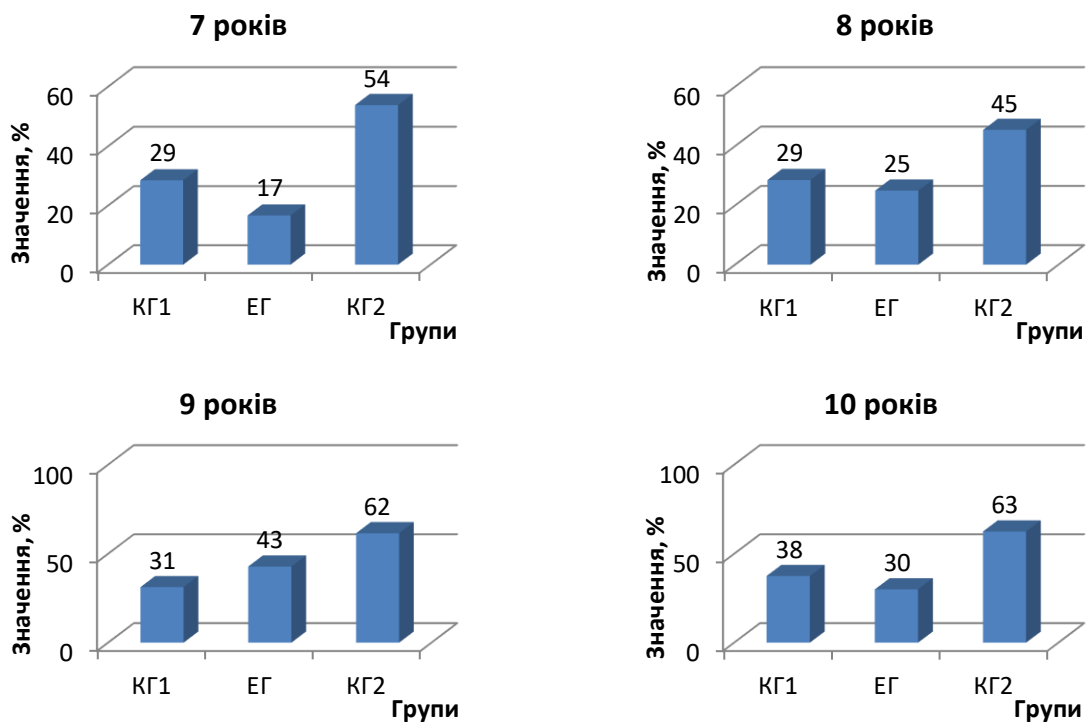 7 років
Значення, %
60
40
20
0
29
17
54
КГ1 ЕГ КГ2
Групи
8 років
Значення, %
60
40
20
0
29
25
45
КГ1 ЕГ КГ2
Групи
9 років
Значення, %
100
50
0
31
43
62
КГ1 ЕГ КГ2
Групи
10 років
Значення, %
100
50
0
38
30
63
КГ1 ЕГ КГ2
Групи